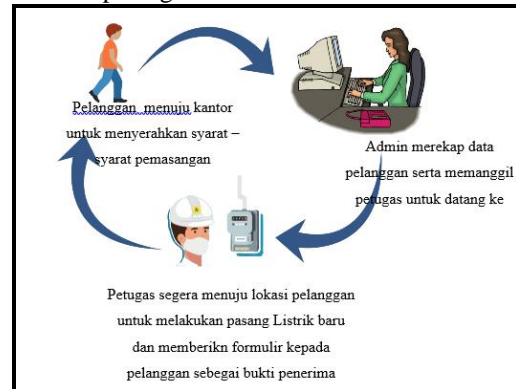 Pelanggan menuju kantor
untuk menyerahkan syarat –
syarat pemasangan
Admin merekap data
pelanggan serta memanggil
petugas untuk datang ke
Petugas segera menuju lokasi pelanggan
untuk melakukan pasang Listrik baru
dan memberikn formulir kepada
pelanggan sebegai bukti penerima